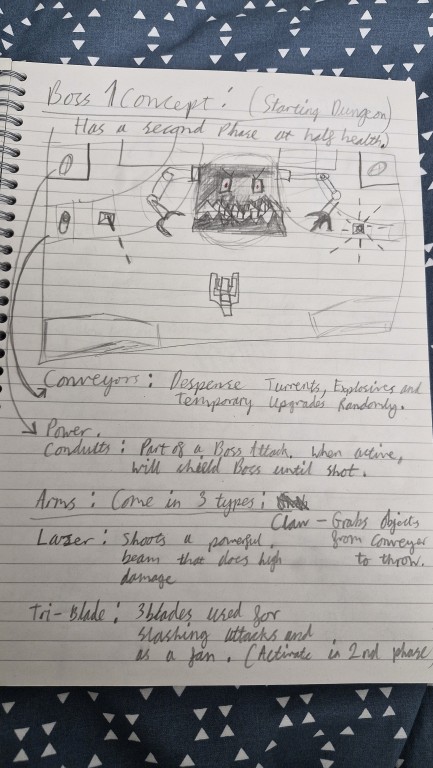 Boss 1 Concept: (Starting Dungeon)
Has a second Phase at half health.
Conveyors: Despense Turrents, Explosives and
Temporary Upgrades Randomly.
Power
Conduits: Part of a Boss Attack. When active,
will shield Boss until shot.
Arms: Come in 3 types:
Claw - Grabs Objects
from Conveyer
to throw.
Lazer: Shoots a powerful
beam that does high
damage
Tri-Blade: 3 blades used for
slashing attacks and
as a fan. (Activate in 2nd phase)